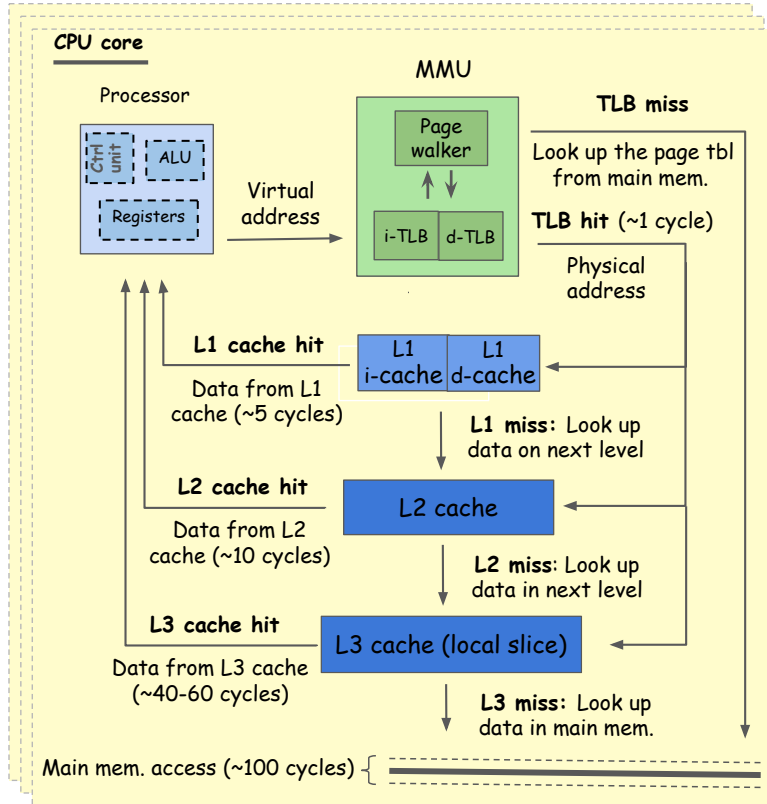 CPU core
MMU
Processor
TLB miss
Ctrl
unit
ALU
Page
walker
Look up the page tbl
from main mem.
Virtual
address
Registers
i-TLB
d-TLB
TLB hit (~1 cycle)
Physical
address
L1 cache hit
L1
i-cache
L1
d-cache
Data from L1
cache (~5 cycles)
L1 miss: Look up
data on next level
L2 cache hit
L2 cache
Data from L2
cache (~10 cycles)
L2 miss: Look up
data in next level
L3 cache hit
L3 cache (local slice)
Data from L3 cache
(~40-60 cycles)
L3 miss: Look up
data in main mem.
Main mem. access (~100 cycles)